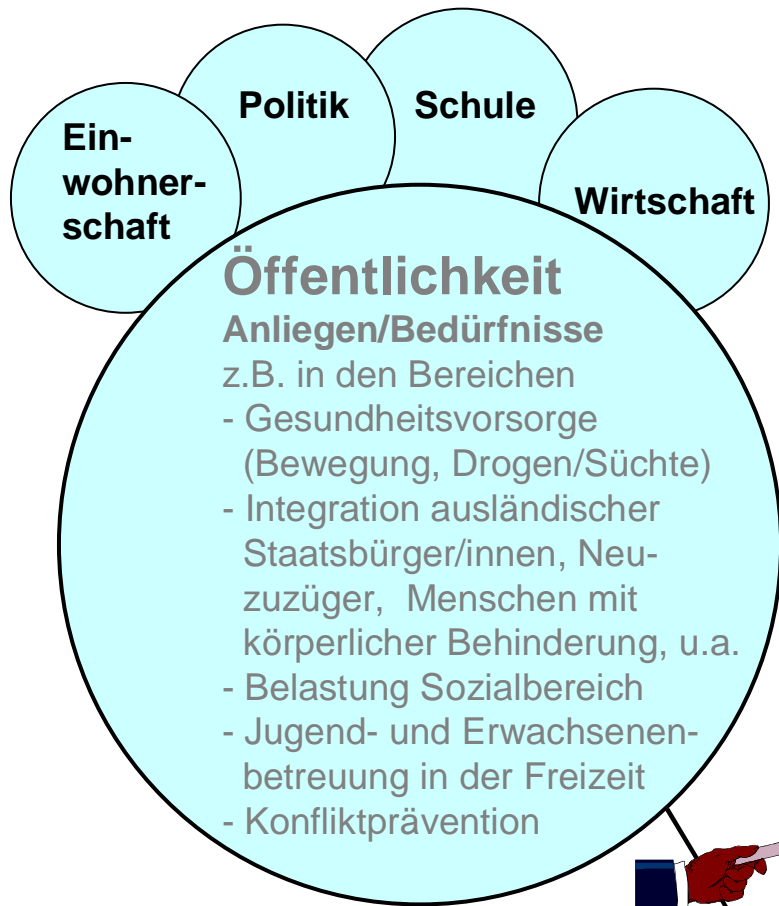 Politik
Schule
Ein-
wohner-
schaft
Wirtschaft
Öffentlichkeit
Anliegen/Bedürfnisse
z.B. in den Bereichen
- Gesundheitsvorsorge
(Bewegung, Drogen/Süchte)
- Integration ausländischer
Staatsbürger/innen, Neu-
zuzüger, Menschen mit
körperlicher Behinderung, u.a.
- Belastung Sozialbereich
- Jugend- und Erwachsenen-
betreuung in der Freizeit
- Konfliktprävention